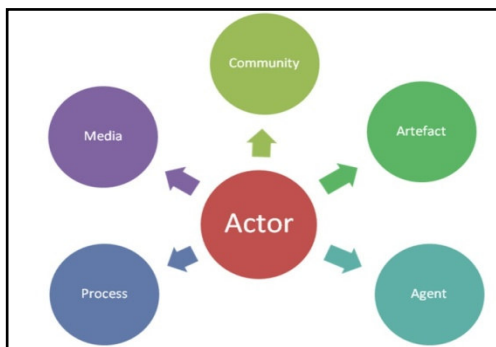 Community
Media
Artefact
Actor
Process
Agent